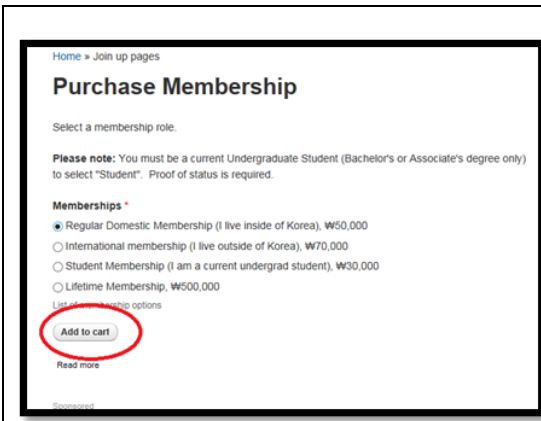 Home » Join up pages
Purchase Membership
Select a membership role.
Please note: You must be a current Undergraduate Student (Bachelor's or Associate's degree only)
to select "Student". Proof of status is required.
Memberships *
Regular Domestic Membership (I live inside of Korea), ₩50,000
International membership (I live outside of Korea), ₩70,000
Student Membership (I am a current undergrad student), ₩30,000
Lifetime Membership, ₩500,000
List of membership options
Add to cart
Read more
Sponsored